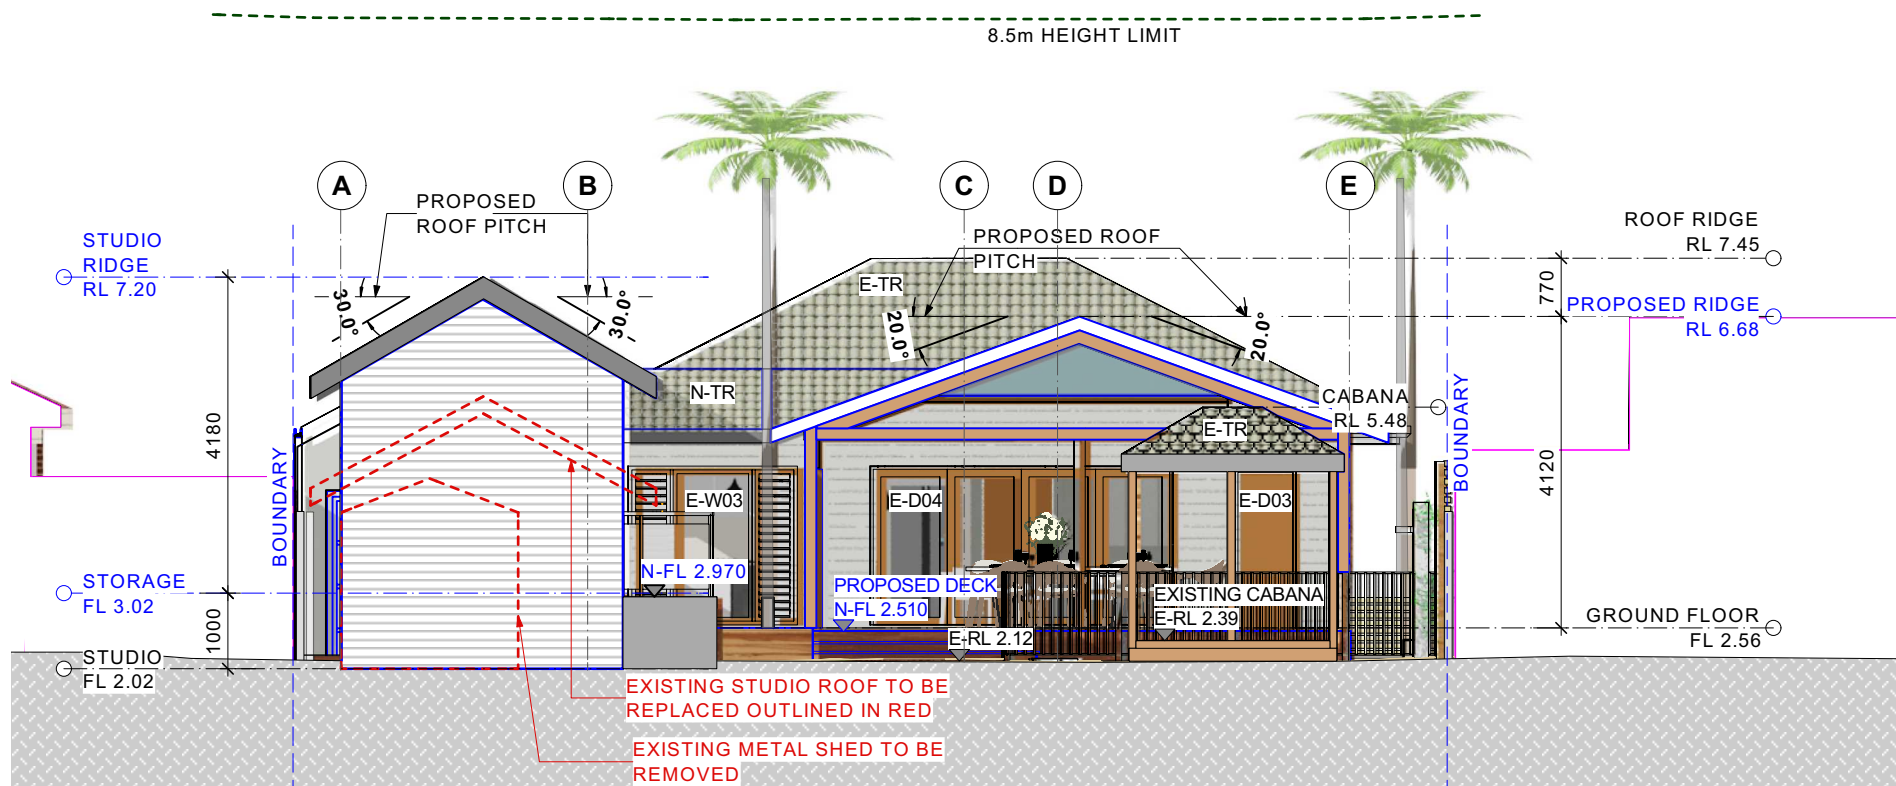 8.5m HEIGHT LIMIT
A
B
C
D
E
PROPOSED
ROOF PITCH
STUDIO
RIDGE
RL 7.20
30.0°
30.0°
PROPOSED ROOF
PITCH
E-TR
20.0°
20.0°
ROOF RIDGE
RL 7.45
770
PROPOSED RIDGE
RL 6.68
N-TR
CABANA
RL 5.48
E-TR
4180
4120
BOUNDARY
BOUNDARY
E-W03
E-D04
E-D03
STORAGE
FL 3.02
N-FL 2.970
PROPOSED DECK
N-FL 2.510
EXISTING CABANA
E-RL 2.39
E-RL 2.12
1000
GROUND FLOOR
FL 2.56
STUDIO
FL 2.02
EXISTING STUDIO ROOF TO BE
REPLACED OUTLINED IN RED
EXISTING METAL SHED TO BE
REMOVED